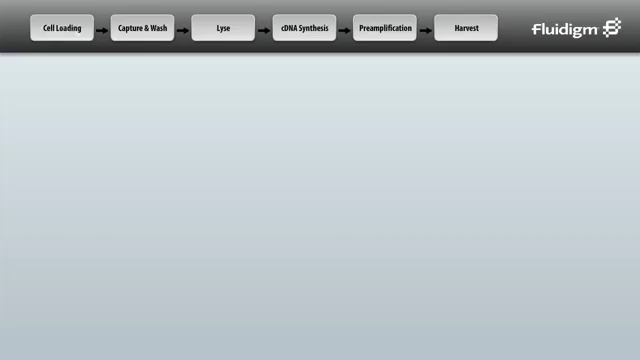 Cell Loading
Capture & Wash
Lyse
cDNA Synthesis
Preamplification
Harvest
fluidigm